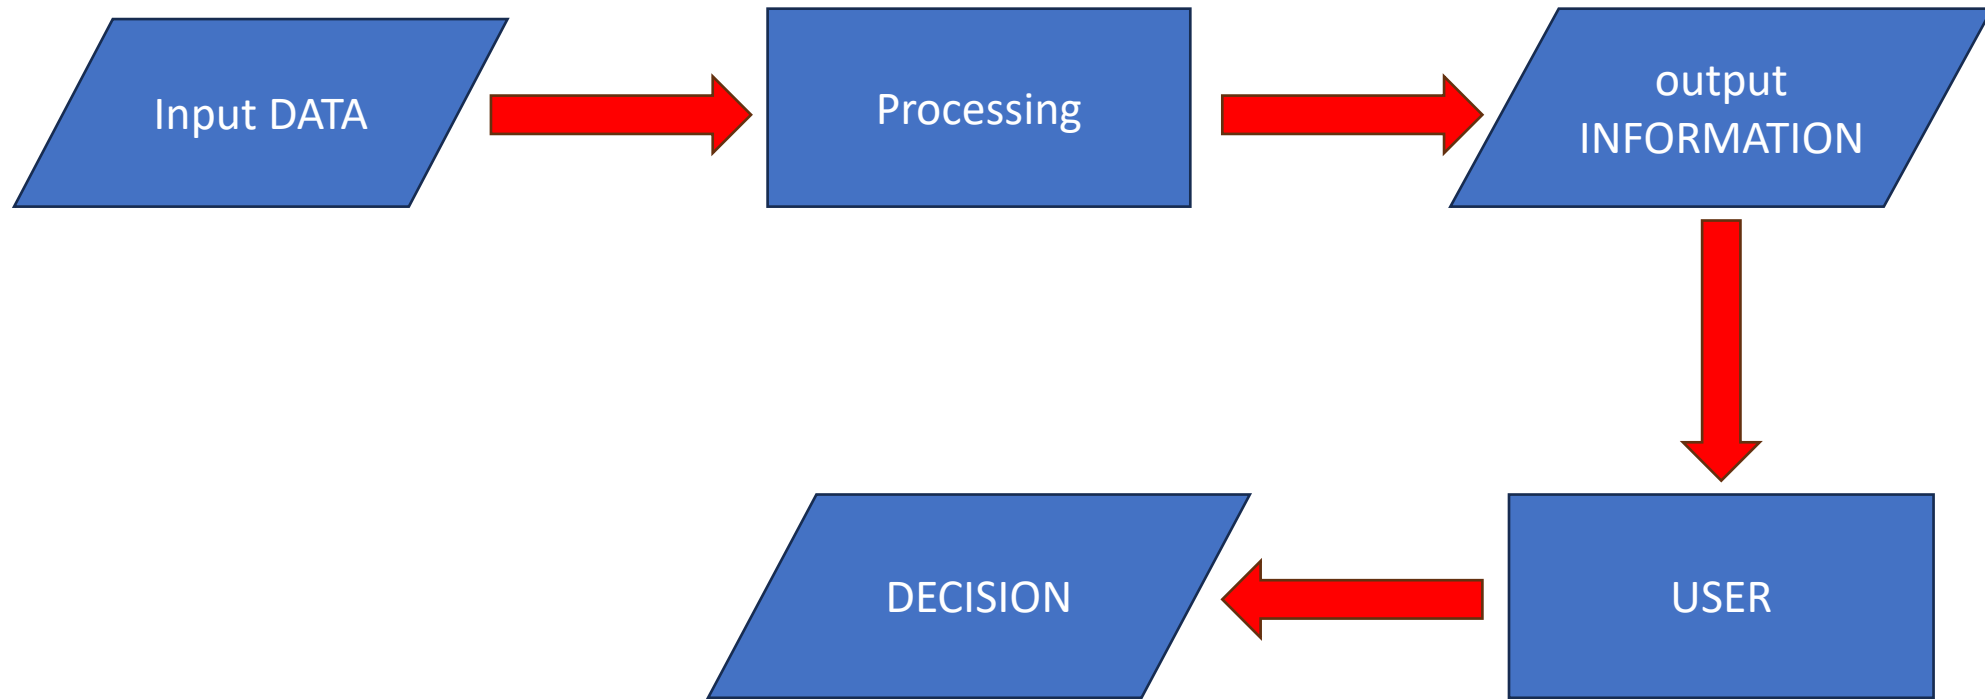 Input DATA
Processing
output
INFORMATION
USER
DECISION